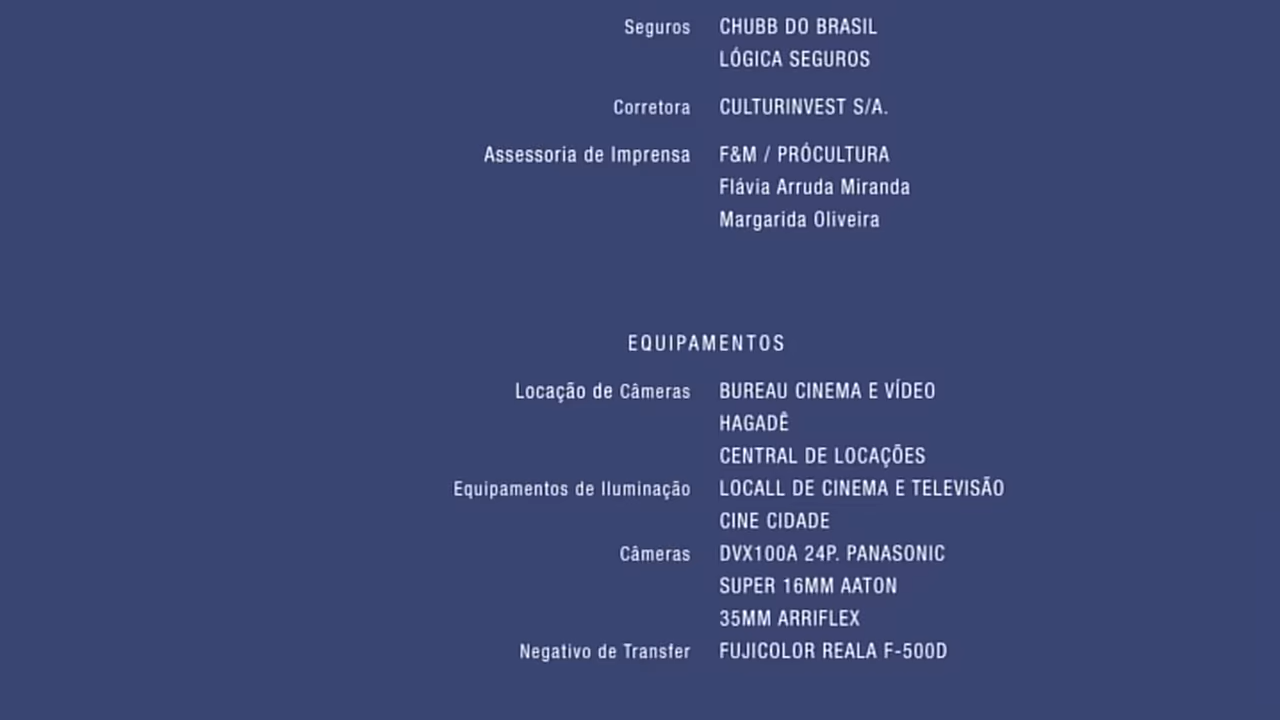 Seguros CHUBB DO BRASIL
LÓGICA SEGUROS
Corretora CULTURINVEST S/A.
Assessoria de Imprensa F&M / PRÓCULTURA
Flávia Arruda Miranda
Margarida Oliveira
EQUIPAMENTOS
Locação de Câmeras BUREAU CINEMA E VÍDEO
HAGADÊ
CENTRAL DE LOCAÇÕES
Equipamentos de Iluminação LOCALL DE CINEMA E TELEVISÃO
CINE CIDADE
Câmeras DVX100A 24P. PANASONIC
SUPER 16MM AATON
35MM ARRIFLEX
Negativo de Transfer FUJICOLOR REALA F-500D